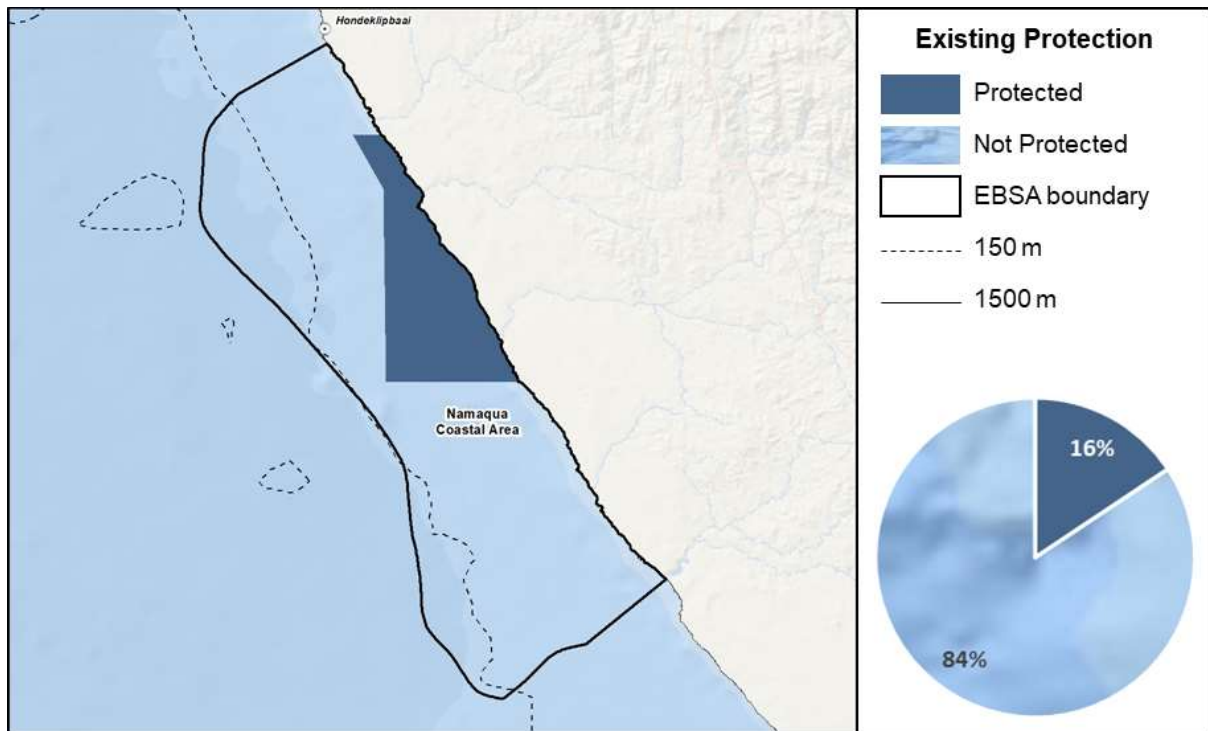 Hondeklipbaai
Namaqua
Coastal Area
Existing Protection
Protected
Not Protected
EBSA boundary
150 m
1500 m
16%
84%